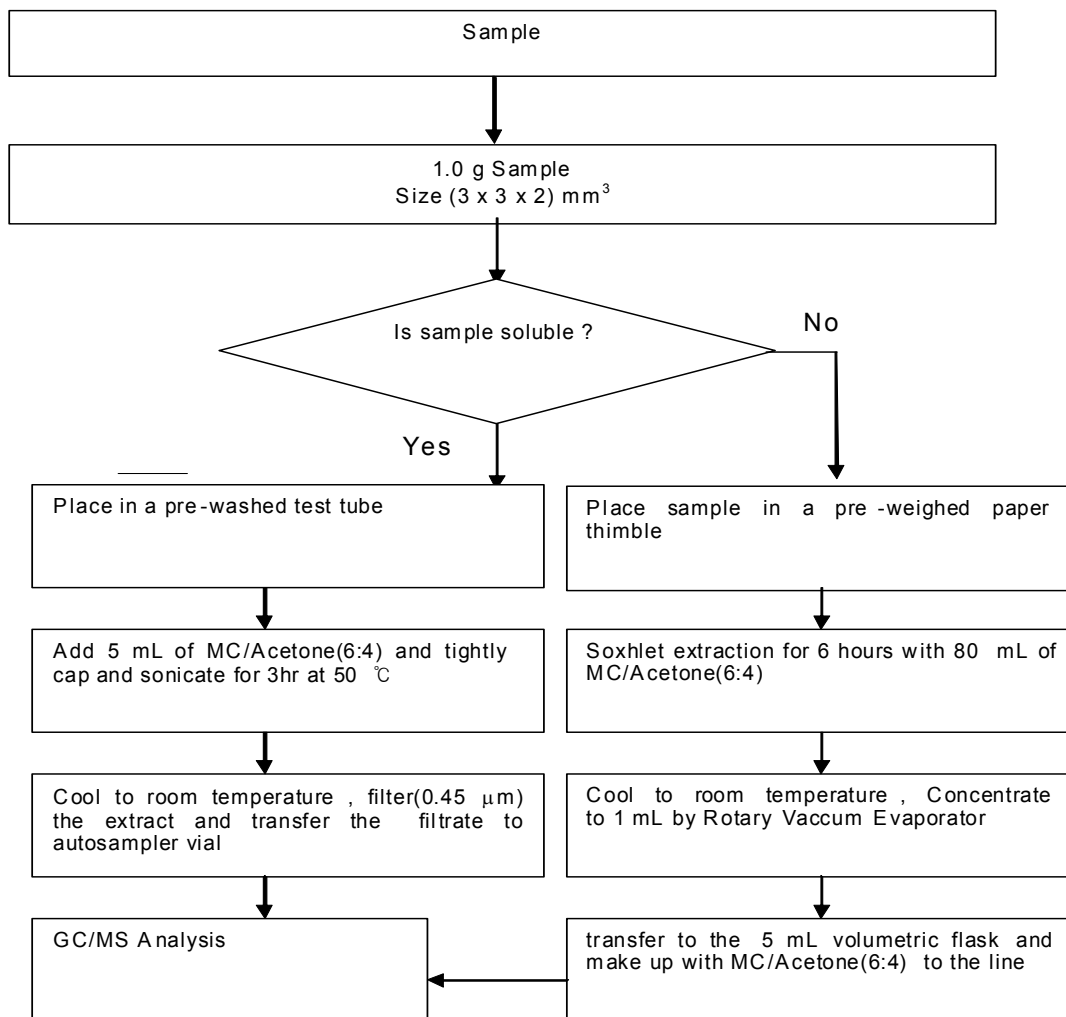 Sample
1.0 g Sample
Size (3 x 3 x 2) mm³
Is sample soluble ?
No
Yes
Place in a pre-washed test tube
Place sample in a pre-weighed paper
thimble
Add 5 mL of MC/Acetone(6:4) and tightly
cap and sonicate for 3hr at 50 ℃
Soxhlet extraction for 6 hours with 80 mL of
MC/Acetone(6:4)
Cool to room temperature , filter(0.45 μm)
the extract and transfer the filtrate to
autosampler vial
Cool to room temperature , Concentrate
to 1 mL by Rotary Vaccum Evaporator
GC/MS Analysis
transfer to the 5 mL volumetric flask and
make up with MC/Acetone(6:4) to the line